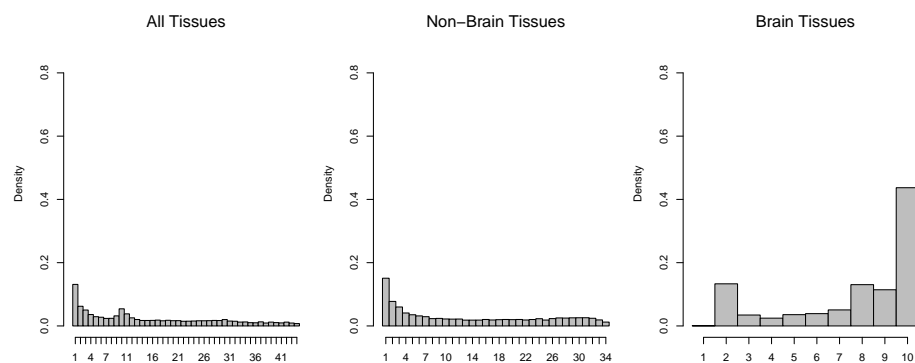 All Tissues
Density
0.0 0.2 0.4 0.6 0.8
1 4 7 11 16 21 26 31 36 41
Non−Brain Tissues
Density
0.0 0.2 0.4 0.6 0.8
1 4 7 10 14 18 22 26 30 34
Brain Tissues
Density
0.0 0.2 0.4 0.6 0.8
1 2 3 4 5 6 7 8 9 10